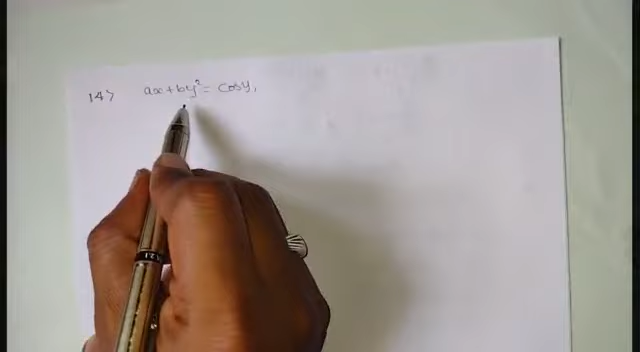 14> ax+by² = cosy,